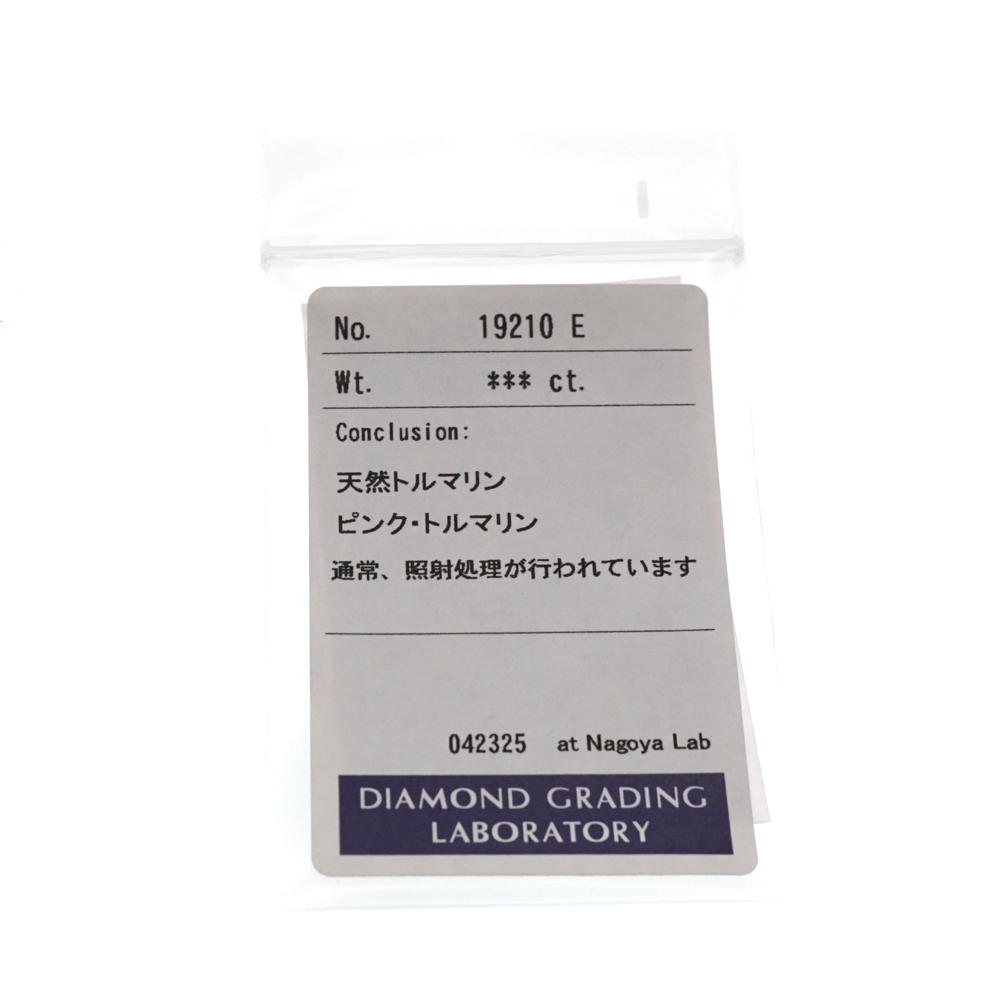 No. 19210 E
Wt. *** ct.
Conclusion:
天然トルマリン
ピンク・トルマリン
通常、照射処理が行われています
042325 at Nagoya Lab
DIAMOND GRADING
LABORATORY